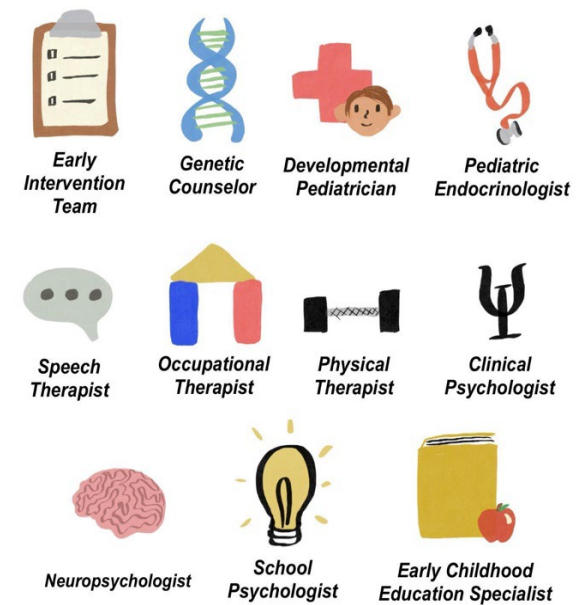 Early
Intervention
Team
Genetic
Counselor
Developmental
Pediatrician
Pediatric
Endocrinologist
Speech
Therapist
Occupational
Therapist
Physical
Therapist
Clinical
Psychologist
Neuropsychologist
School
Psychologist
Early Childhood
Education Specialist